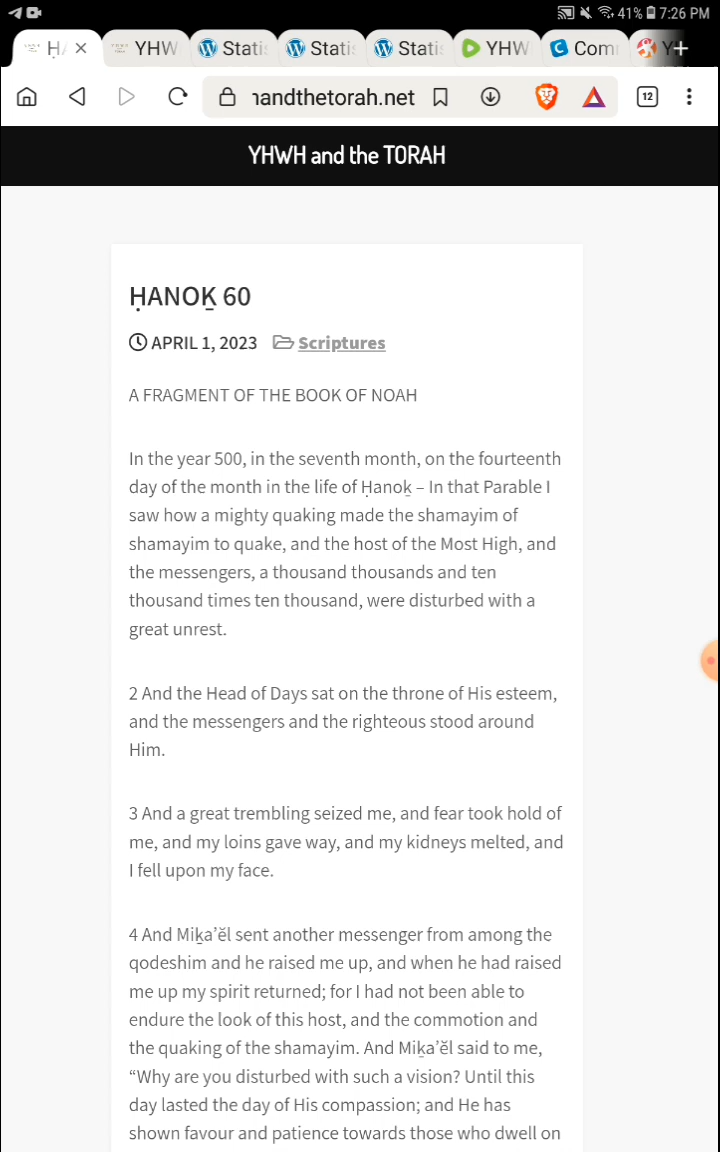 41% 7:26 PM
H YHW Statis Statis Statis YHW Com Y +
handthetorah.net 12
YHWH and the TORAH
ḤANOḴ 60
APRIL 1, 2023 Scriptures
A FRAGMENT OF THE BOOK OF NOAH
In the year 500, in the seventh month, on the fourteenth
day of the month in the life of Ḥanoḵ – In that Parable I
saw how a mighty quaking made the shamayim of
shamayim to quake, and the host of the Most High, and
the messengers, a thousand thousands and ten
thousand times ten thousand, were disturbed with a
great unrest.
2 And the Head of Days sat on the throne of His esteem,
and the messengers and the righteous stood around
Him.
3 And a great trembling seized me, and fear took hold of
me, and my loins gave way, and my kidneys melted, and
I fell upon my face.
4 And Miḵa’ĕl sent another messenger from among the
qodeshim and he raised me up, and when he had raised
me up my spirit returned; for I had not been able to
endure the look of this host, and the commotion and
the quaking of the shamayim. And Miḵa’ĕl said to me,
“Why are you disturbed with such a vision? Until this
day lasted the day of His compassion; and He has
shown favour and patience towards those who dwell on